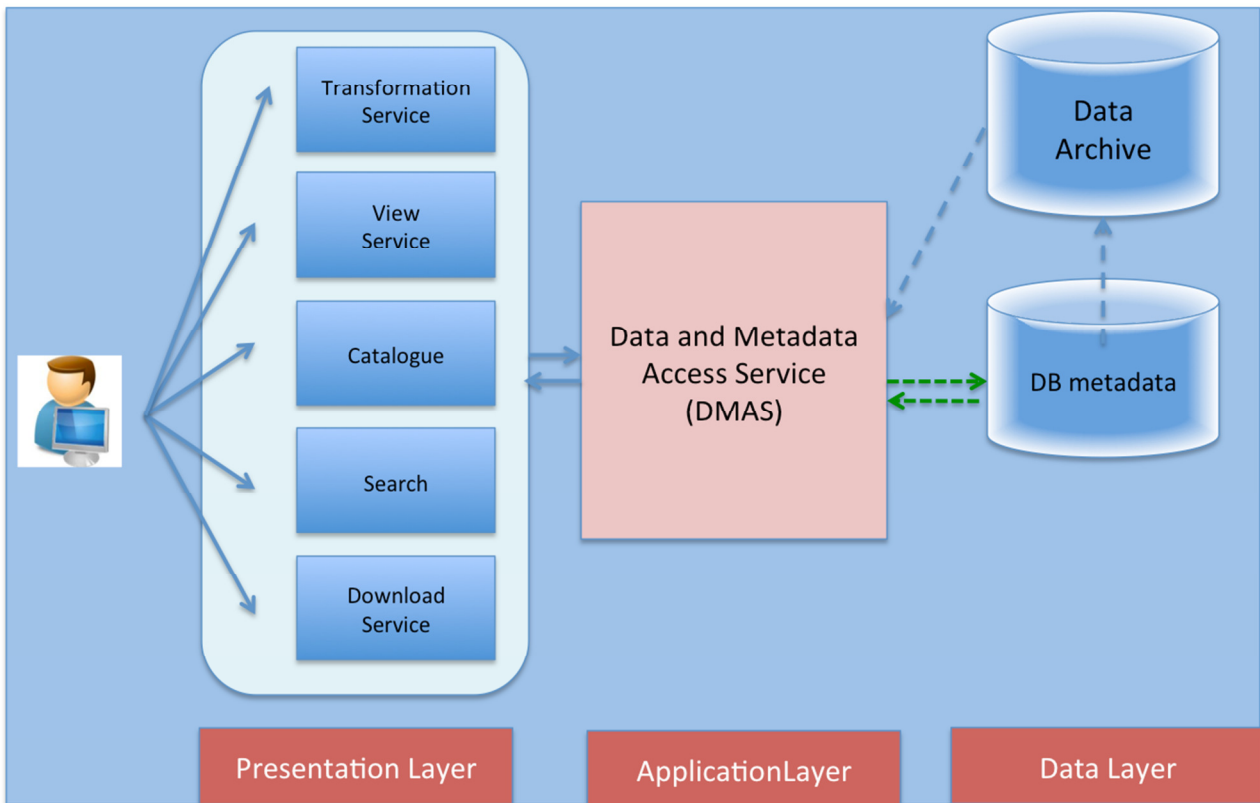 Transformation
Service
View
Service
Catalogue
Search
Download
Service
Data and Metadata
Access Service
(DMAS)
Data
Archive
DB metadata
Presentation Layer
ApplicationLayer
Data Layer